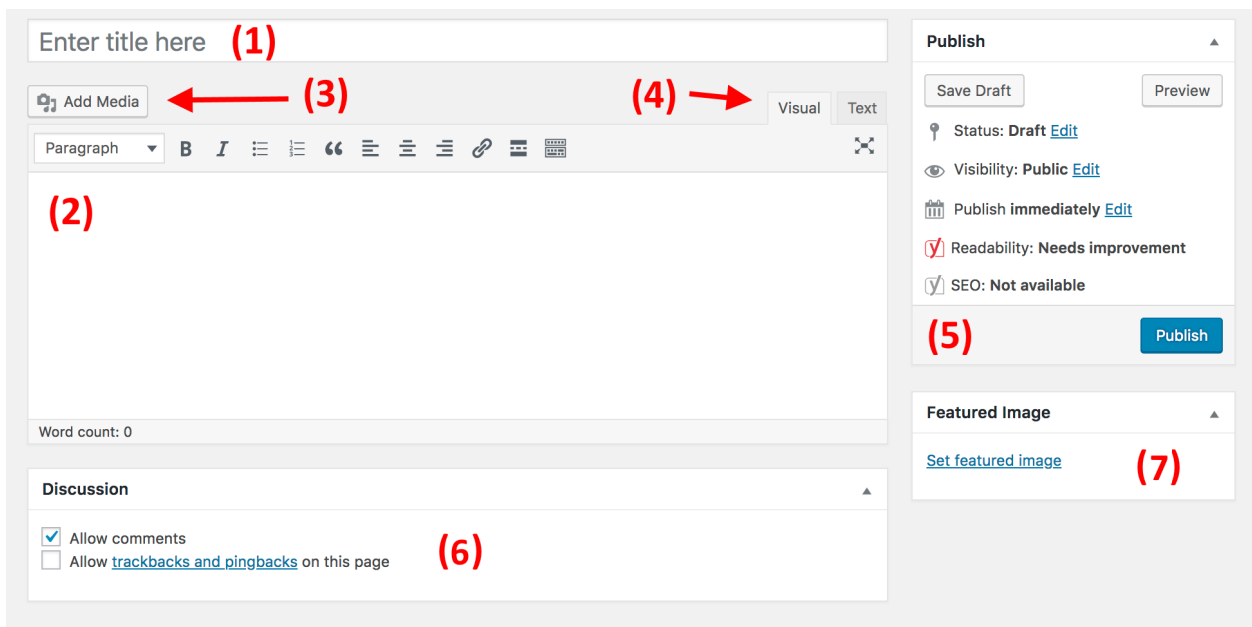 Enter title here (1)
Add Media (3)
(4) Visual Text
Paragraph B I
(2)
Word count: 0
Discussion
Allow comments
Allow trackbacks and pingbacks on this page
(6)
Publish
Save Draft Preview
Status: Draft Edit
Visibility: Public Edit
Publish immediately Edit
Readability: Needs improvement
SEO: Not available
(5) Publish
Featured Image
Set featured image
(7)